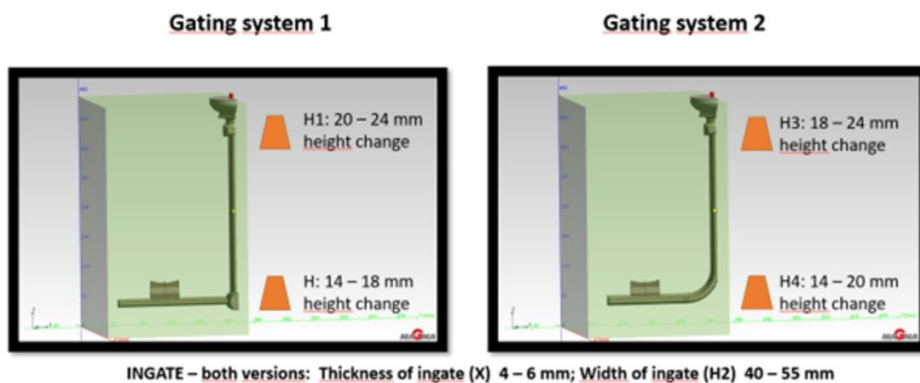 Gating system 1
Gating system 2
H1: 20 – 24 mm
height change
H: 14 – 18 mm
height change
H3: 18 – 24 mm
height change
H4: 14 – 20 mm
height change
INGATE – both versions: Thickness of ingate (X) 4 – 6 mm; Width of ingate (H2) 40 – 55 mm